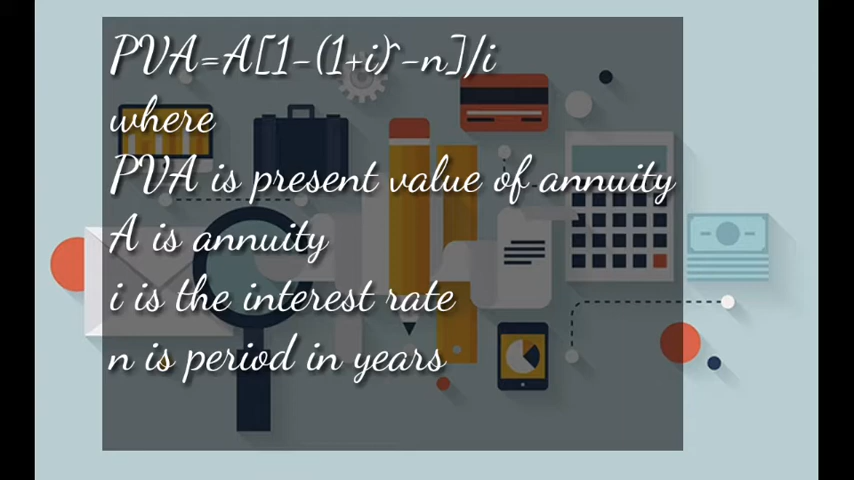 PVA=A[1-(1+i)^-n]/i
where
PVA is present value of annuity
A is annuity
i is the interest rate
n is period in years